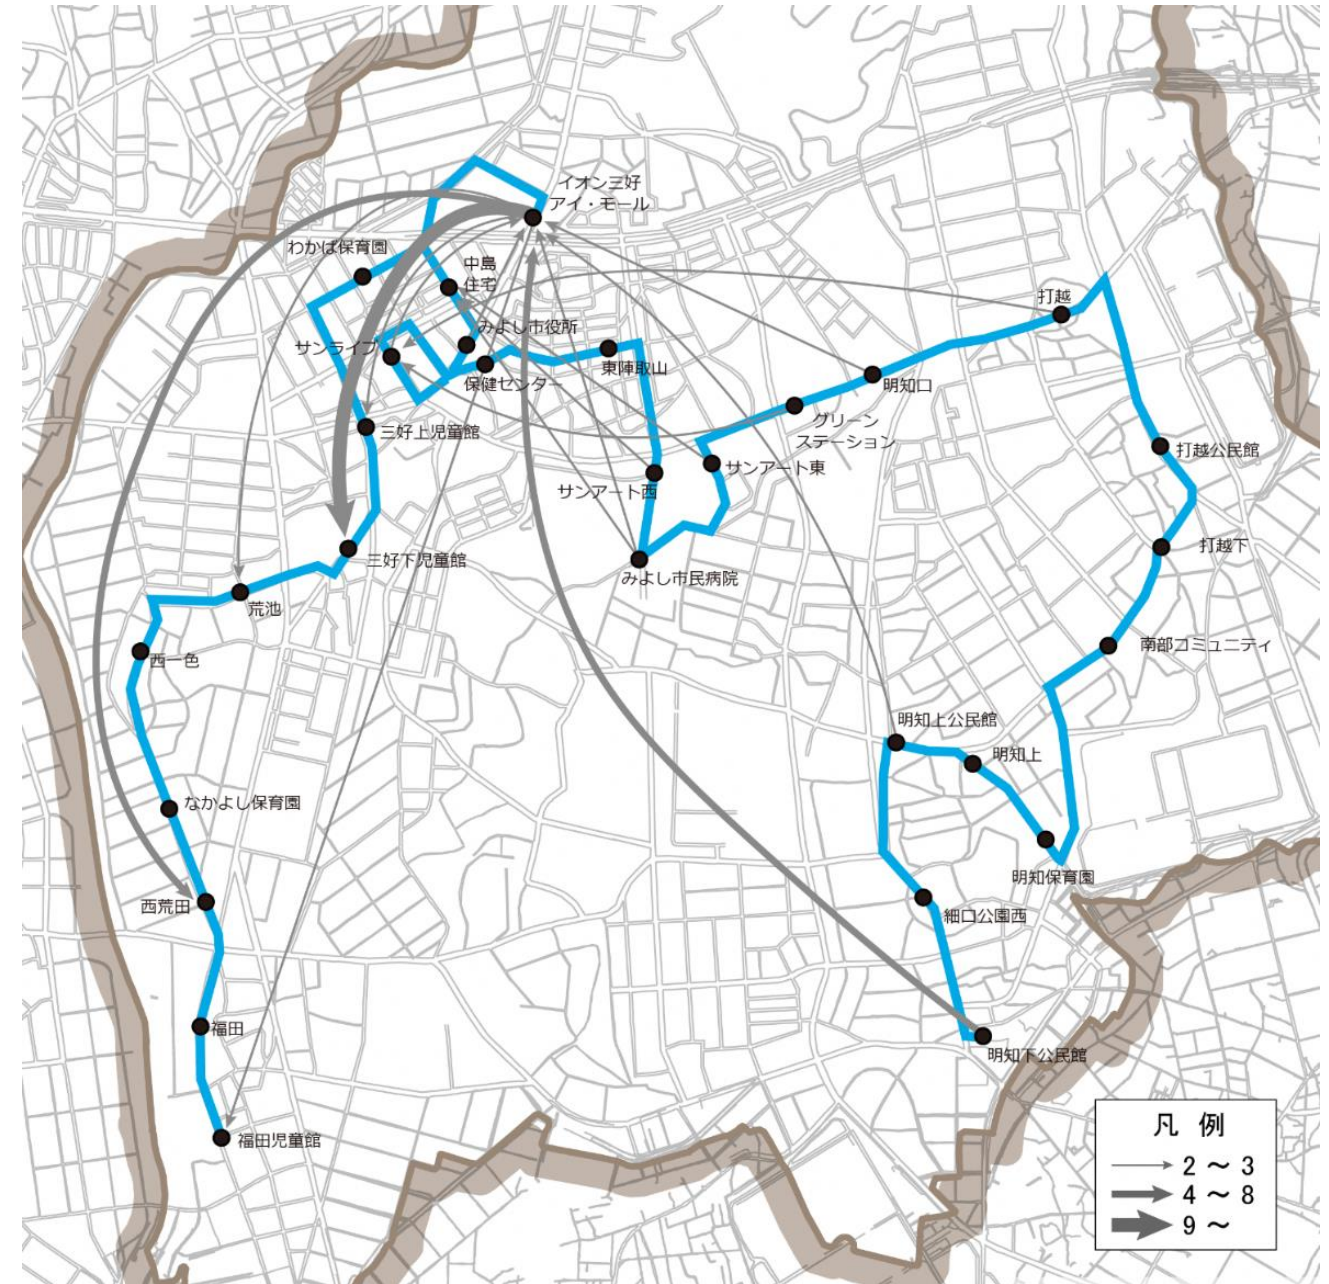 イオン三好
アイ・モール
わかば保育園
中島
住宅
打越
みよし市役所
サンライブ
東陣取山
保健センター
明知口
グリーン
ステーション
三好上児童館
打越公民館
サンアート東
サンアート西
打越下
三好下児童館
みよし市民病院
荒池
南部コミュニティ
西一色
明知上公民館
明知上
なかよし保育園
明知保育園
西荒田
細口公園西
福田
明知下公民館
福田児童館
凡 例
2 ～ 3
4 ～ 8
9 ～